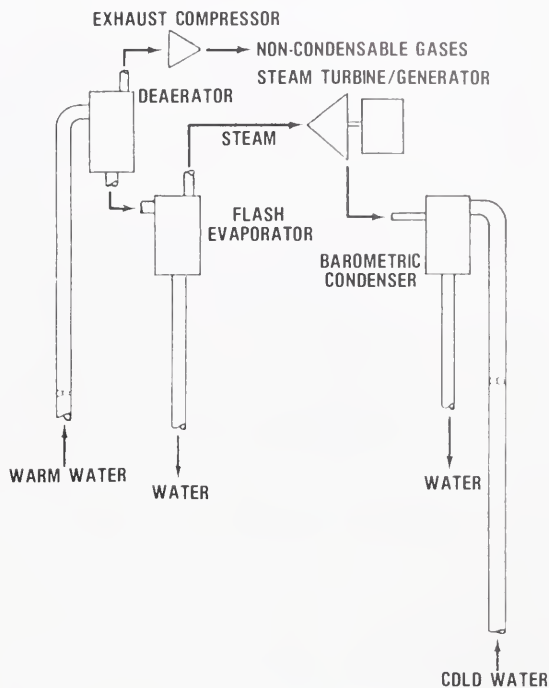 EXHAUST COMPRESSOR
NON-CONDENSABLE GASES
STEAM TURBINE/GENERATOR
DEAERATOR
STEAM
FLASH
EVAPORATOR
BAROMETRIC
CONDENSER
WARM WATER
WATER
WATER
COLD WATER